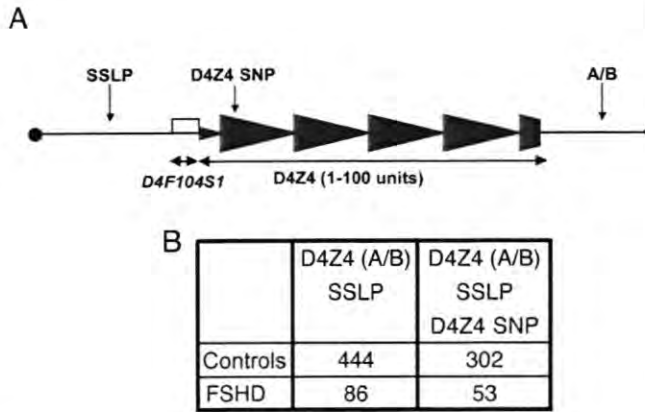 A
SSLP D4Z4 SNP A/B
D4F104S1 D4Z4 (1-100 units)
B
D4Z4 (A/B) D4Z4 (A/B)
SSLP SSLP
D4Z4 SNP
Controls 444 302
FSHD 86 53